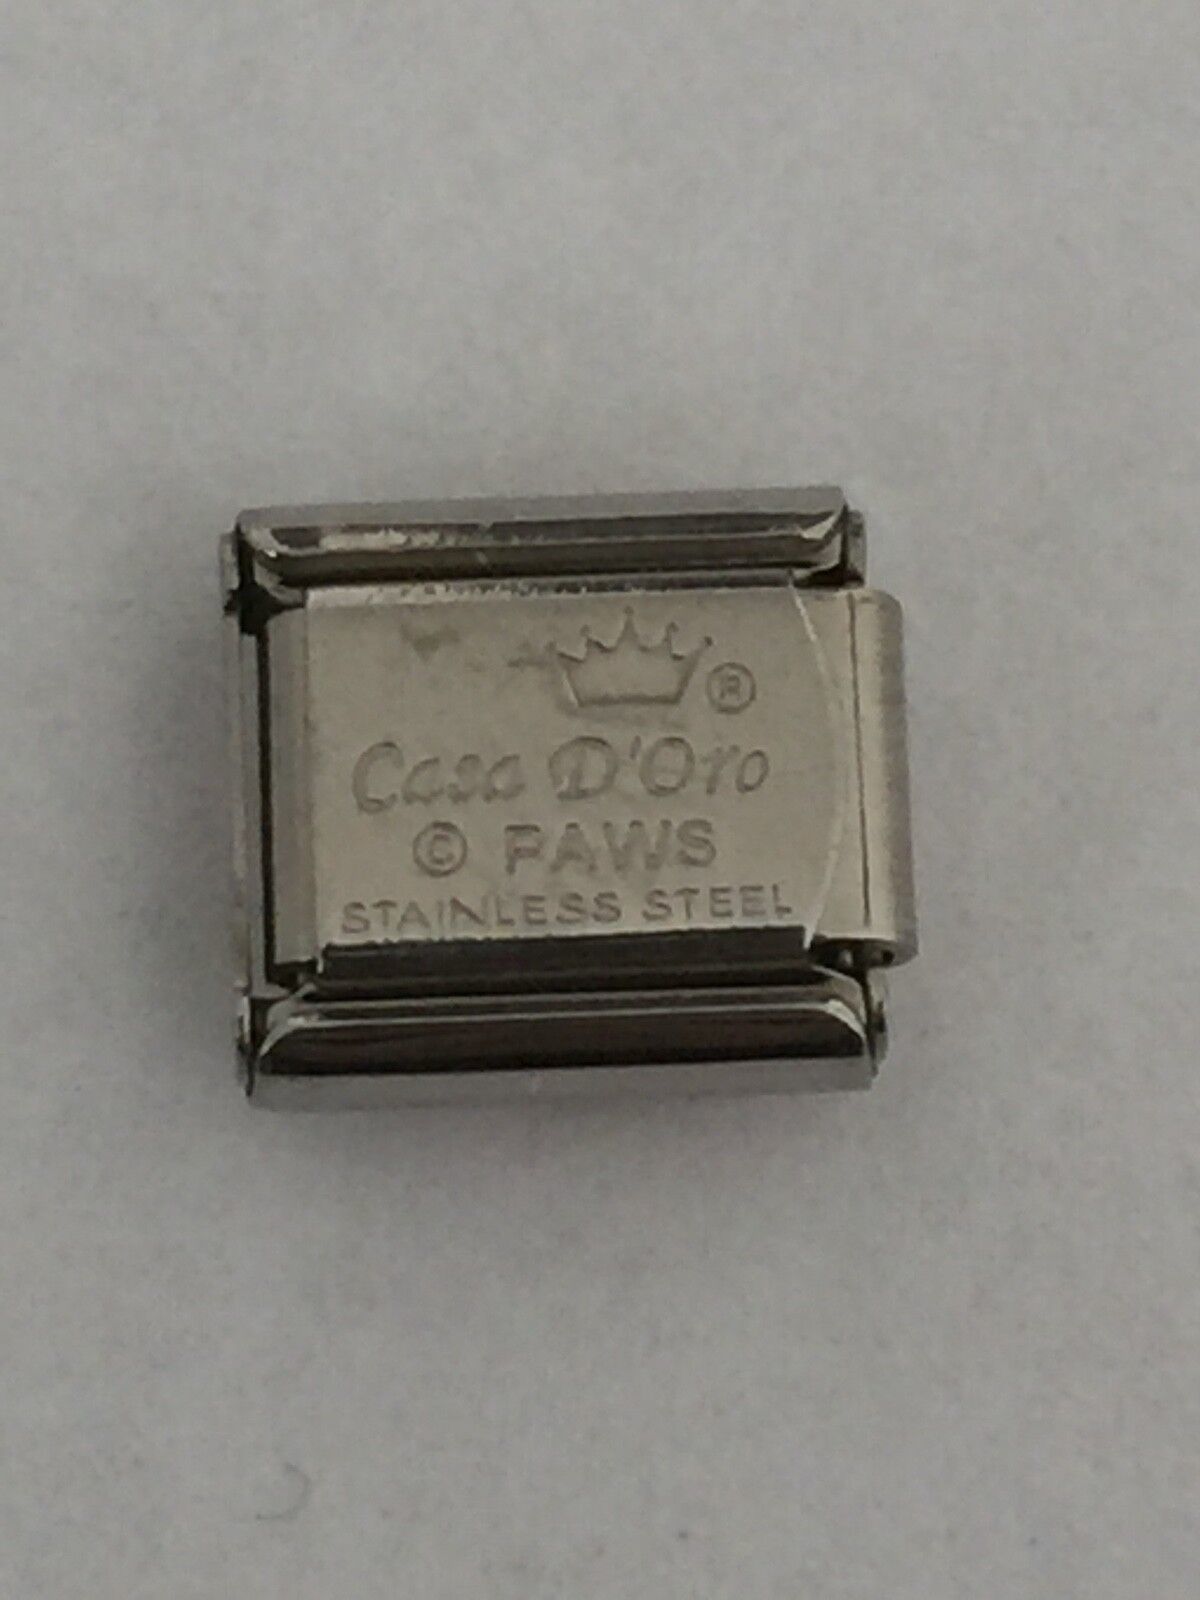 ®
Casa D'Oro
© PAWS
STAINLESS STEEL